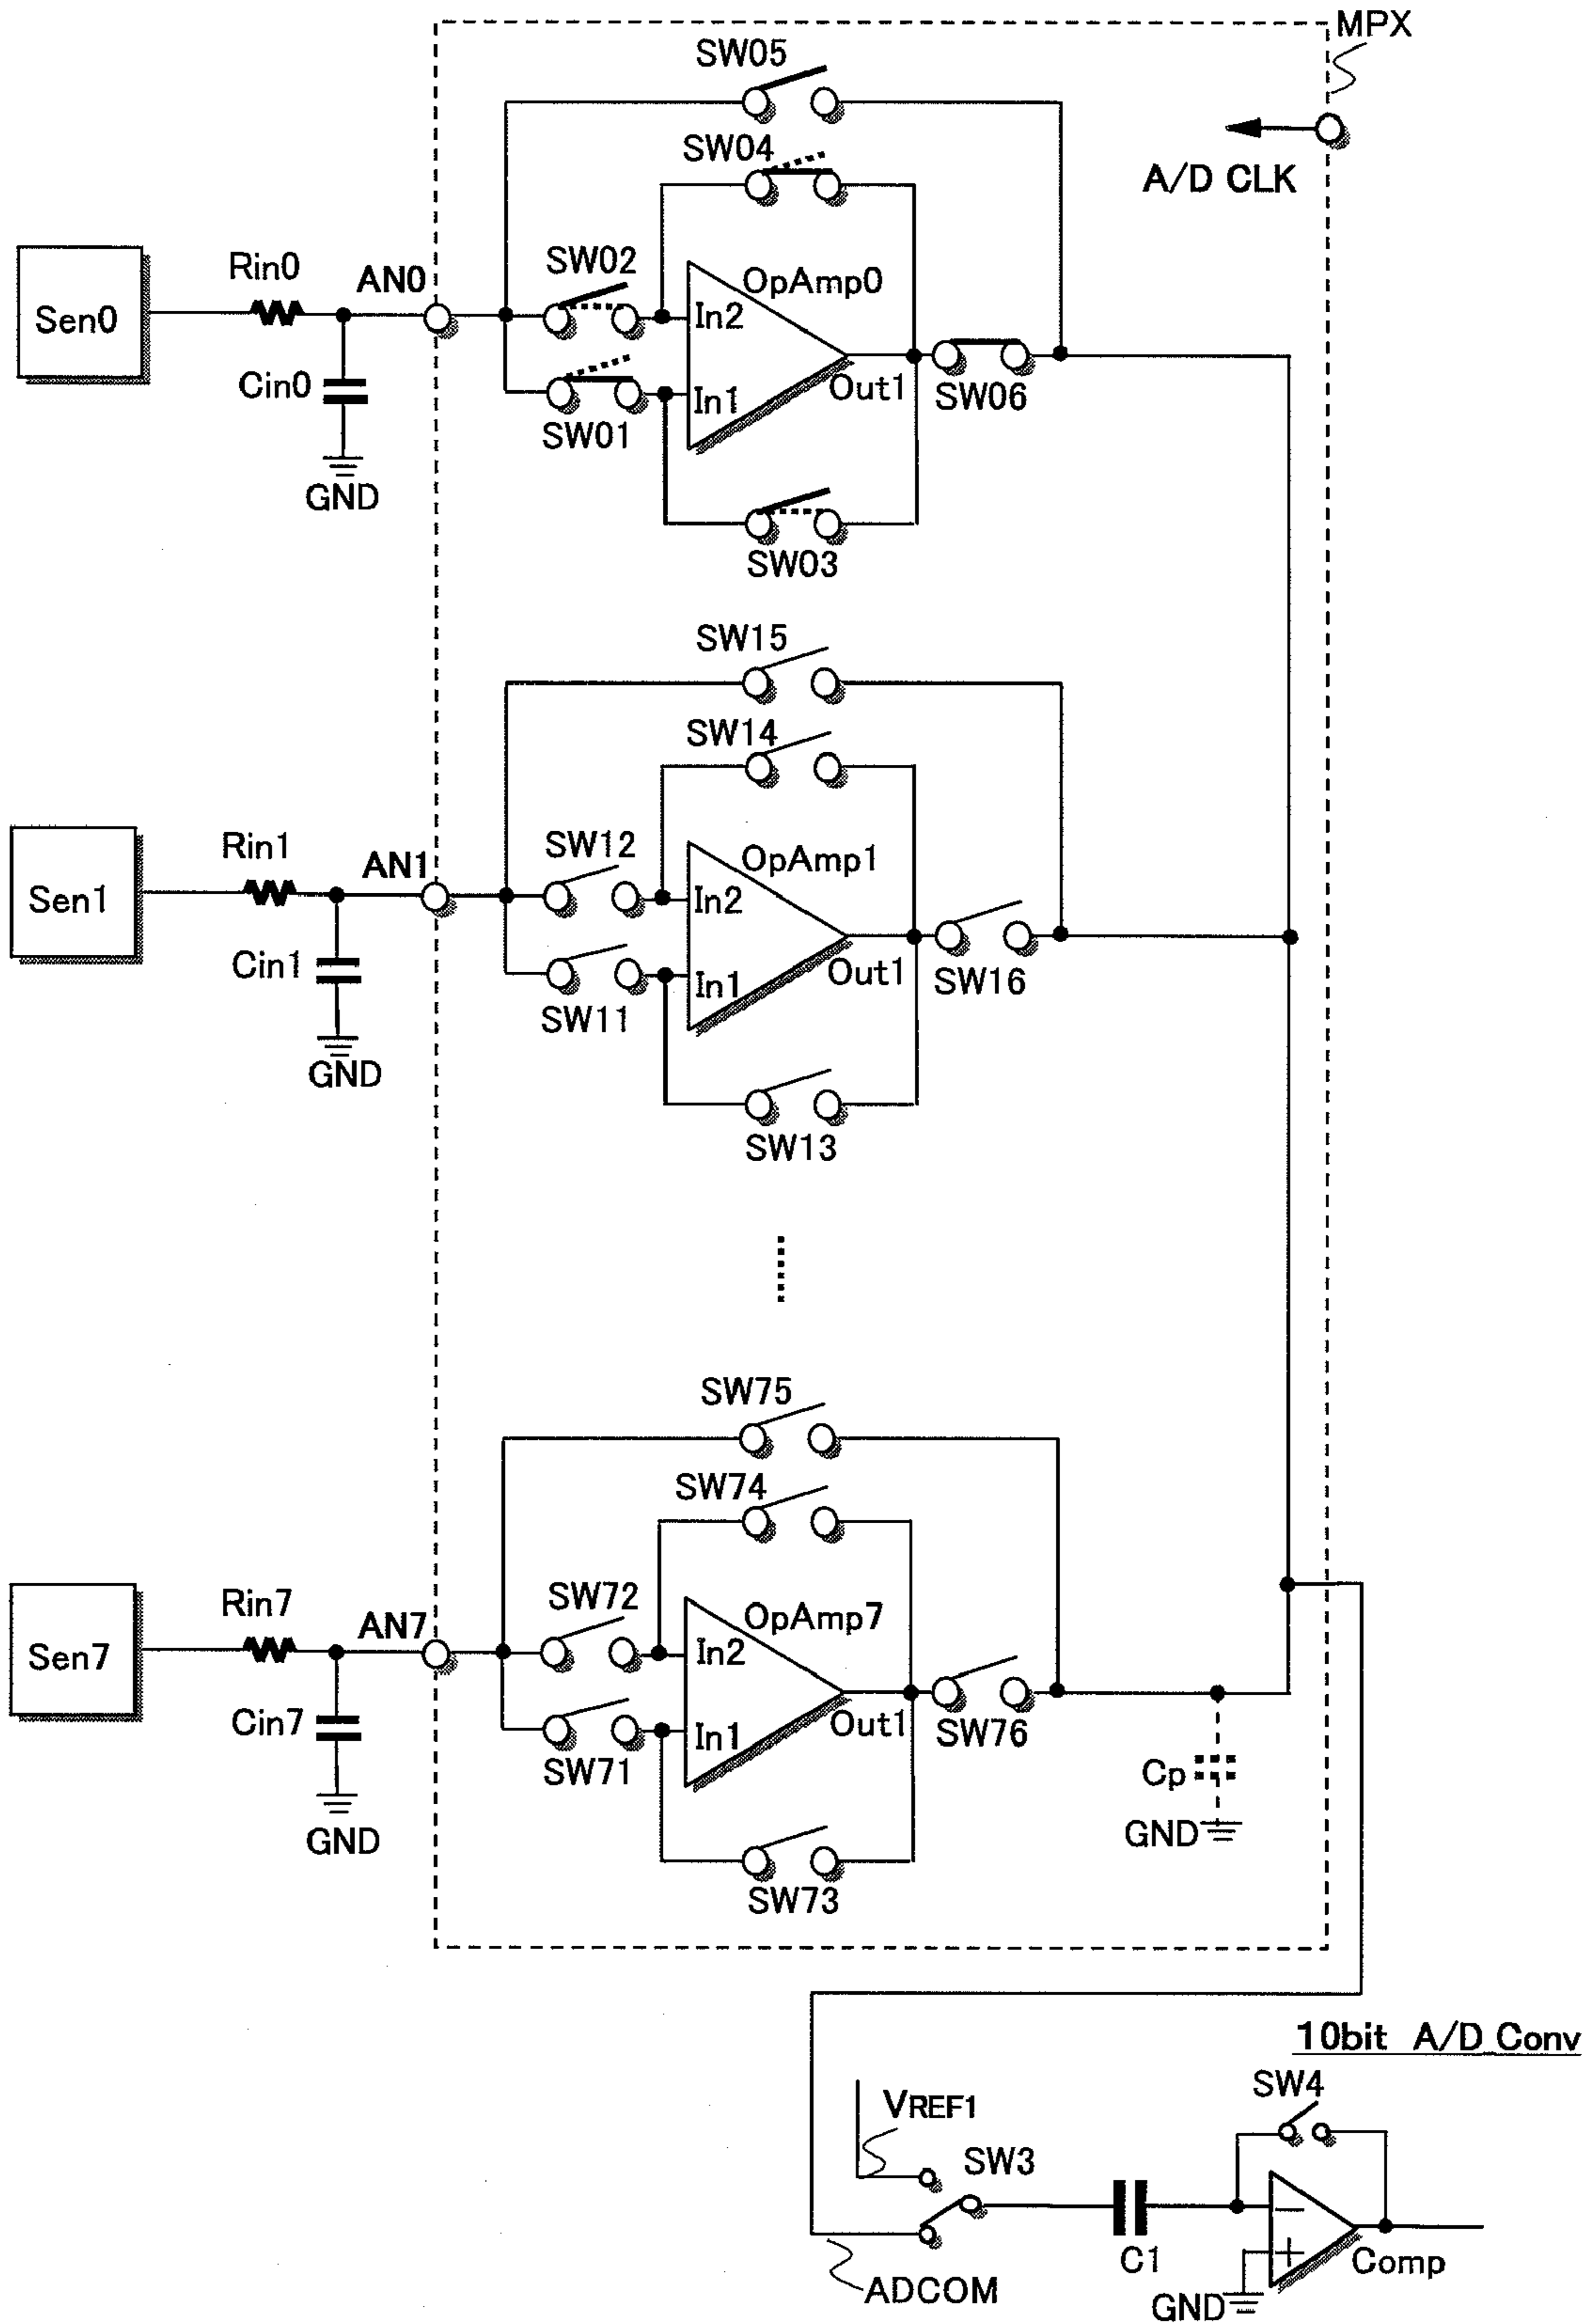 MPX
SW05
SW04
A/D CLK
Sen0
Rin0
AN0
SW02
OpAmp0
In2
Cin0
In1
Out1
SW06
SW01
GND
SW03
SW15
SW14
Sen1
Rin1
AN1
SW12
OpAmp1
In2
Cin1
In1
Out1
SW16
SW11
GND
SW13
SW75
SW74
Sen7
Rin7
AN7
SW72
OpAmp7
In2
Cin7
In1
Out1
SW76
SW71
Cp
GND
GND
SW73
10bit A/D Conv
VREF1
SW4
SW3
−
C1
+
Comp
ADCOM
GND